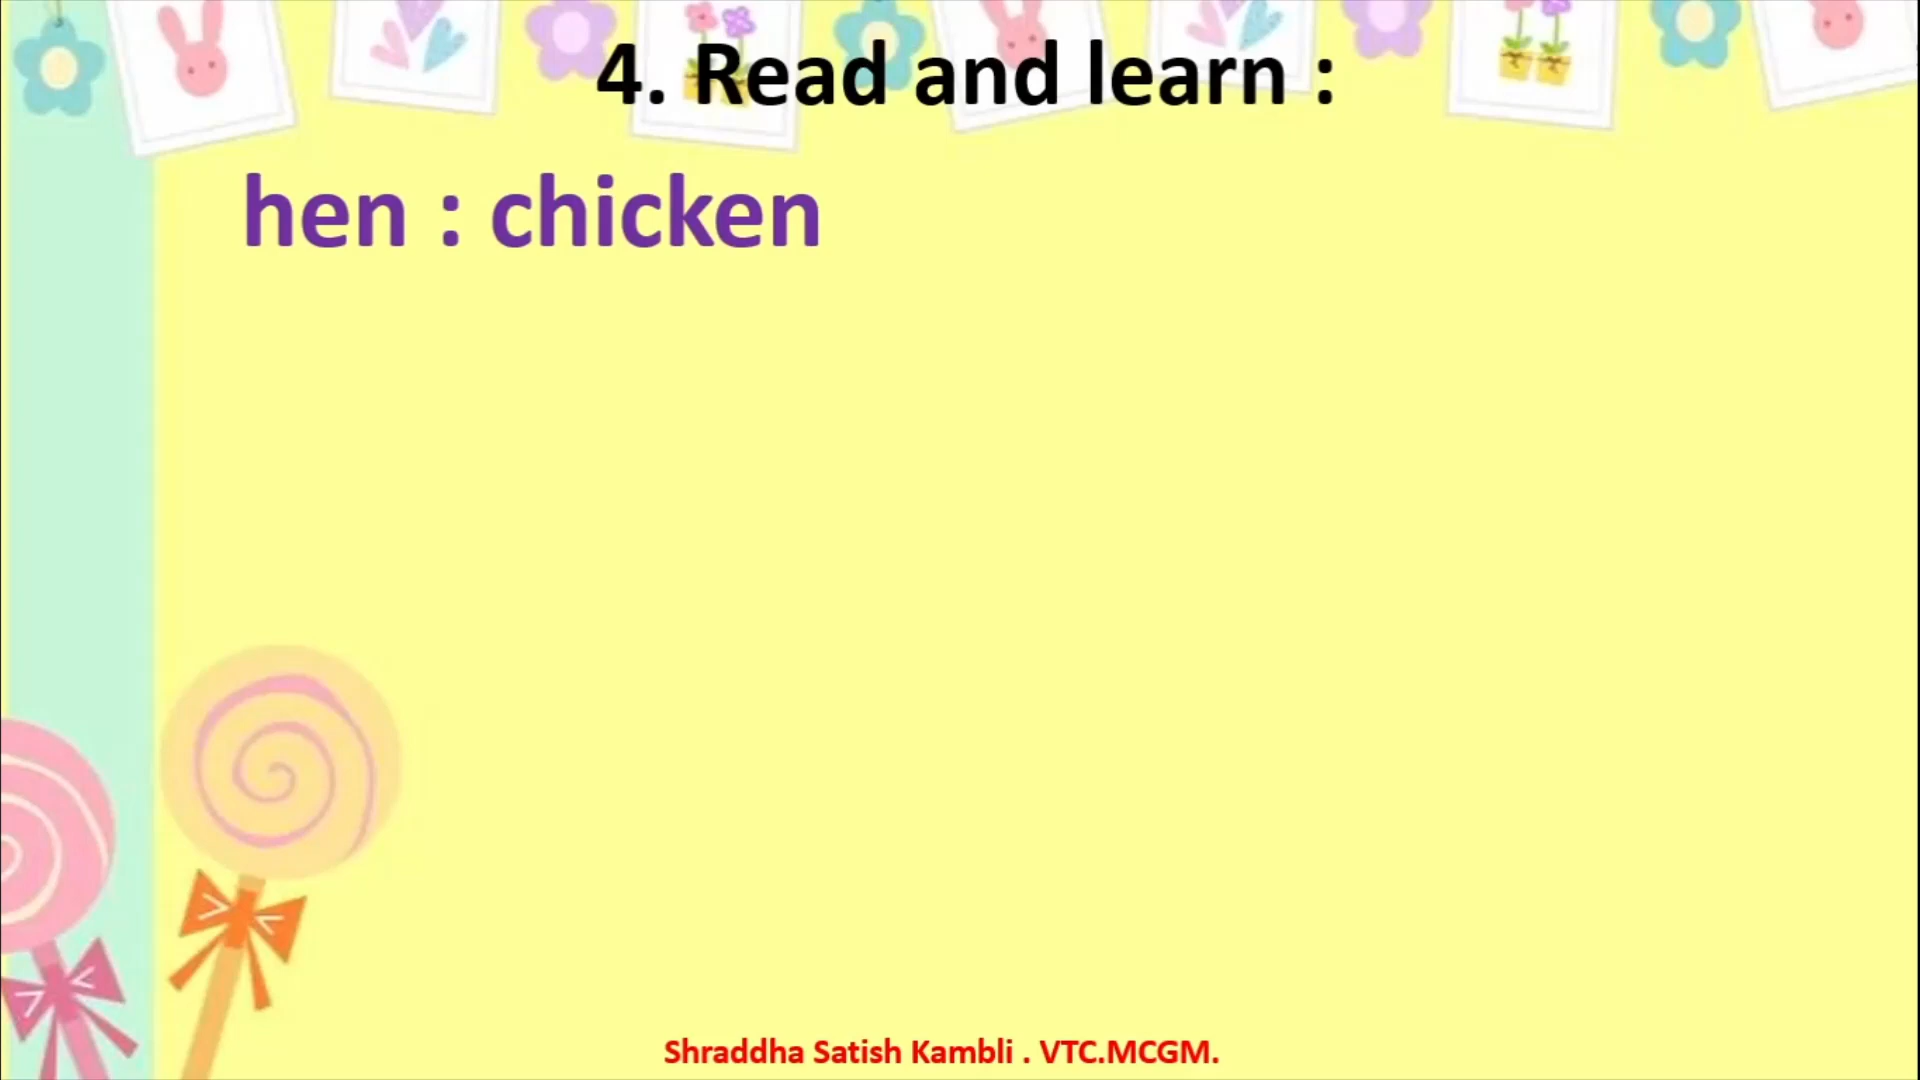 4. Read and learn :
hen : chicken
Shraddha Satish Kambli . VTC.MCGM.